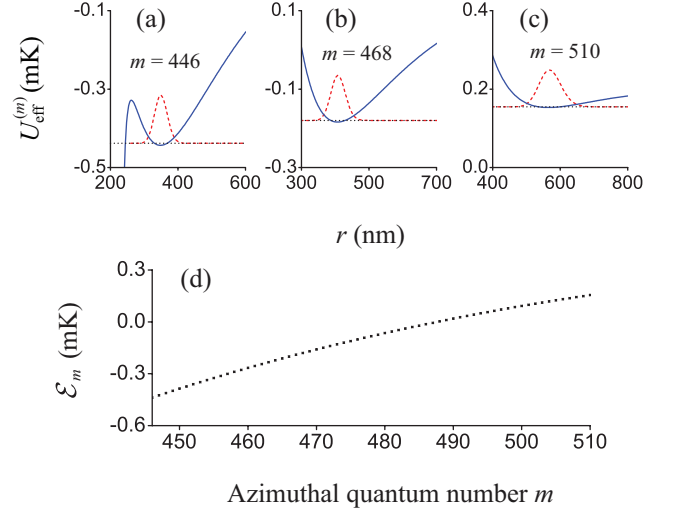 (a)
(b)
(c)
m = 446
m = 468
m = 510
U_eff^(m) (mK)
-0.1
-0.3
-0.5
200 400 600
0.1
-0.1
-0.3
300 500 700
0.4
0.2
0.0
400 600 800
r (nm)
(d)
ℰ_m (mK)
0.3
0.0
-0.3
-0.6
450 460 470 480 490 500 510
Azimuthal quantum number m